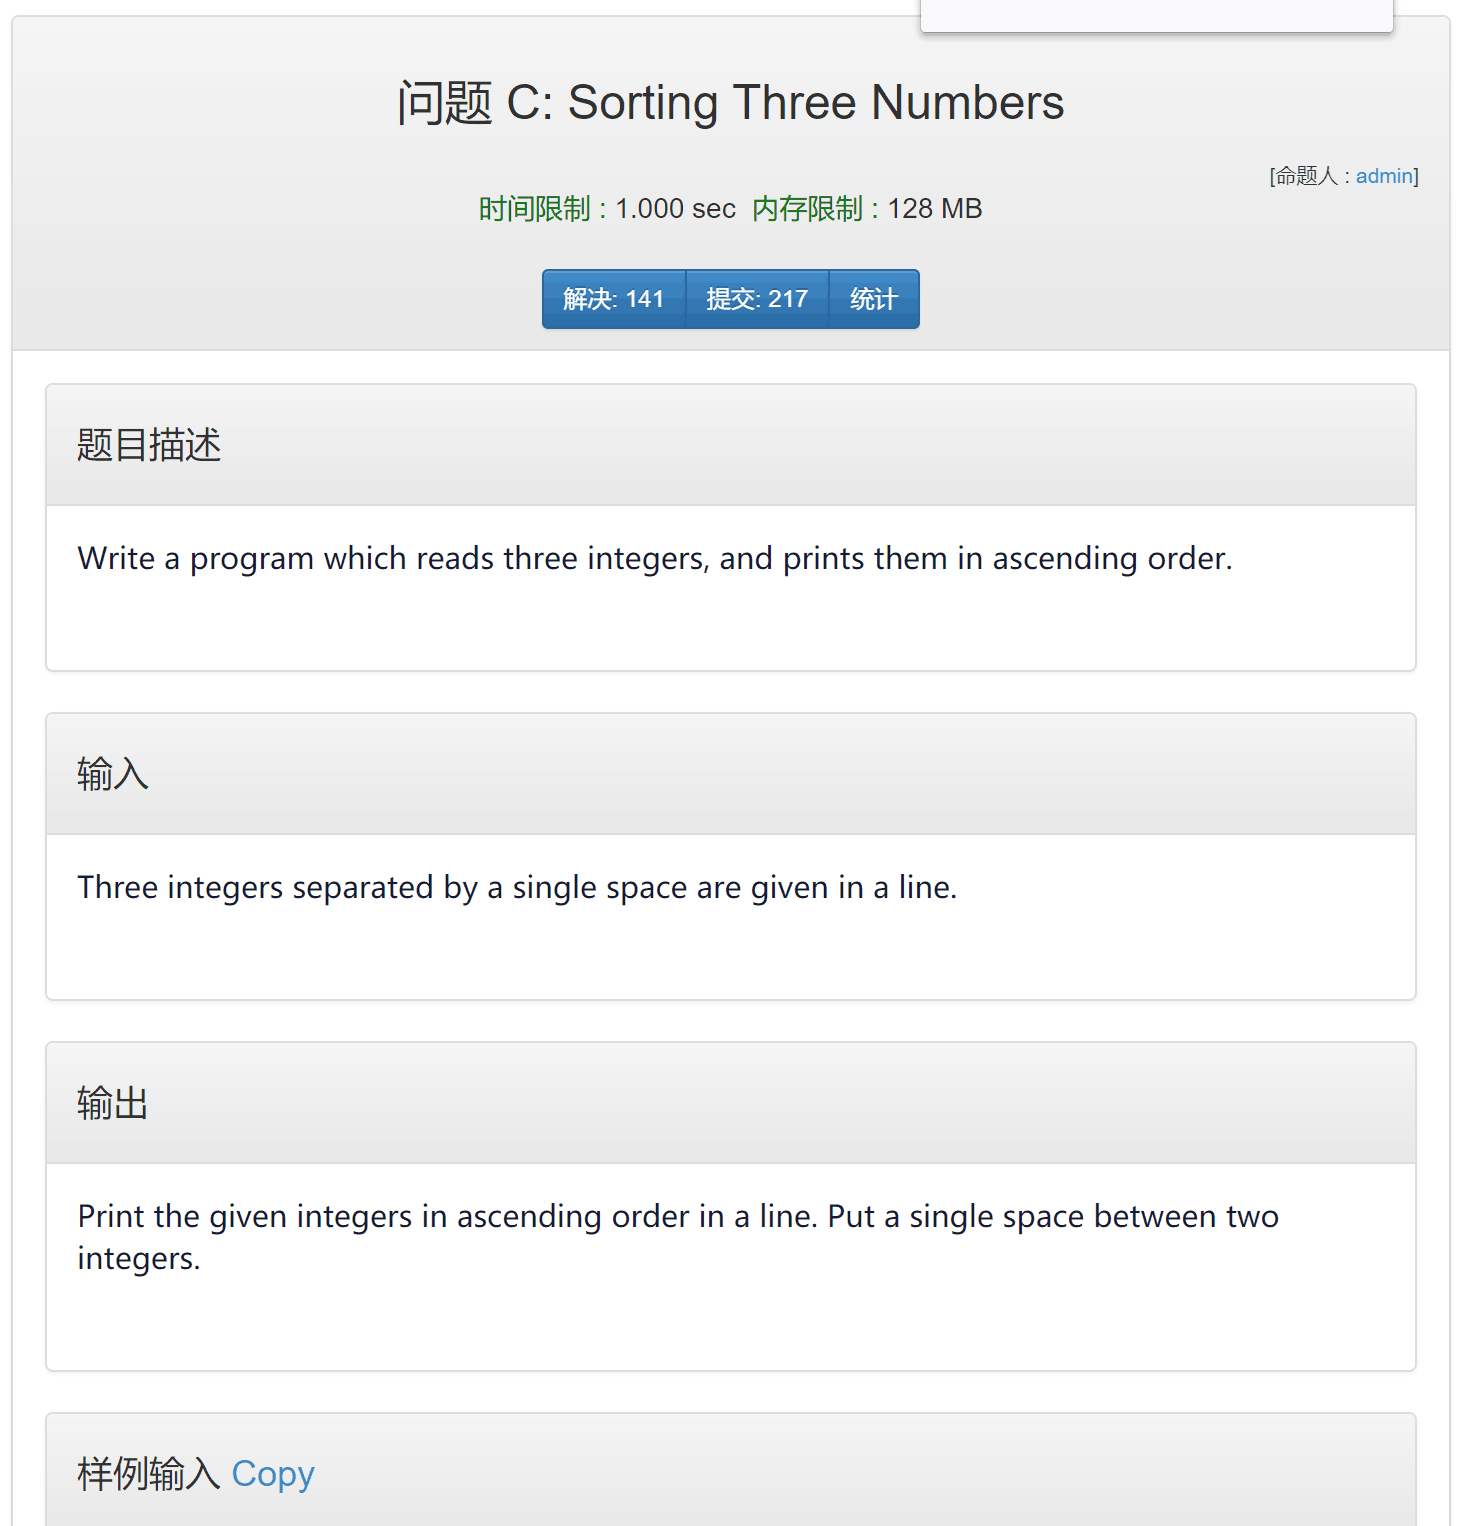 问题 C: Sorting Three Numbers
[命题人 : admin]
时间限制 : 1.000 sec 内存限制 : 128 MB
解决: 141 提交: 217 统计
题目描述
Write a program which reads three integers, and prints them in ascending order.
输入
Three integers separated by a single space are given in a line.
输出
Print the given integers in ascending order in a line. Put a single space between two
integers.
样例输入 Copy